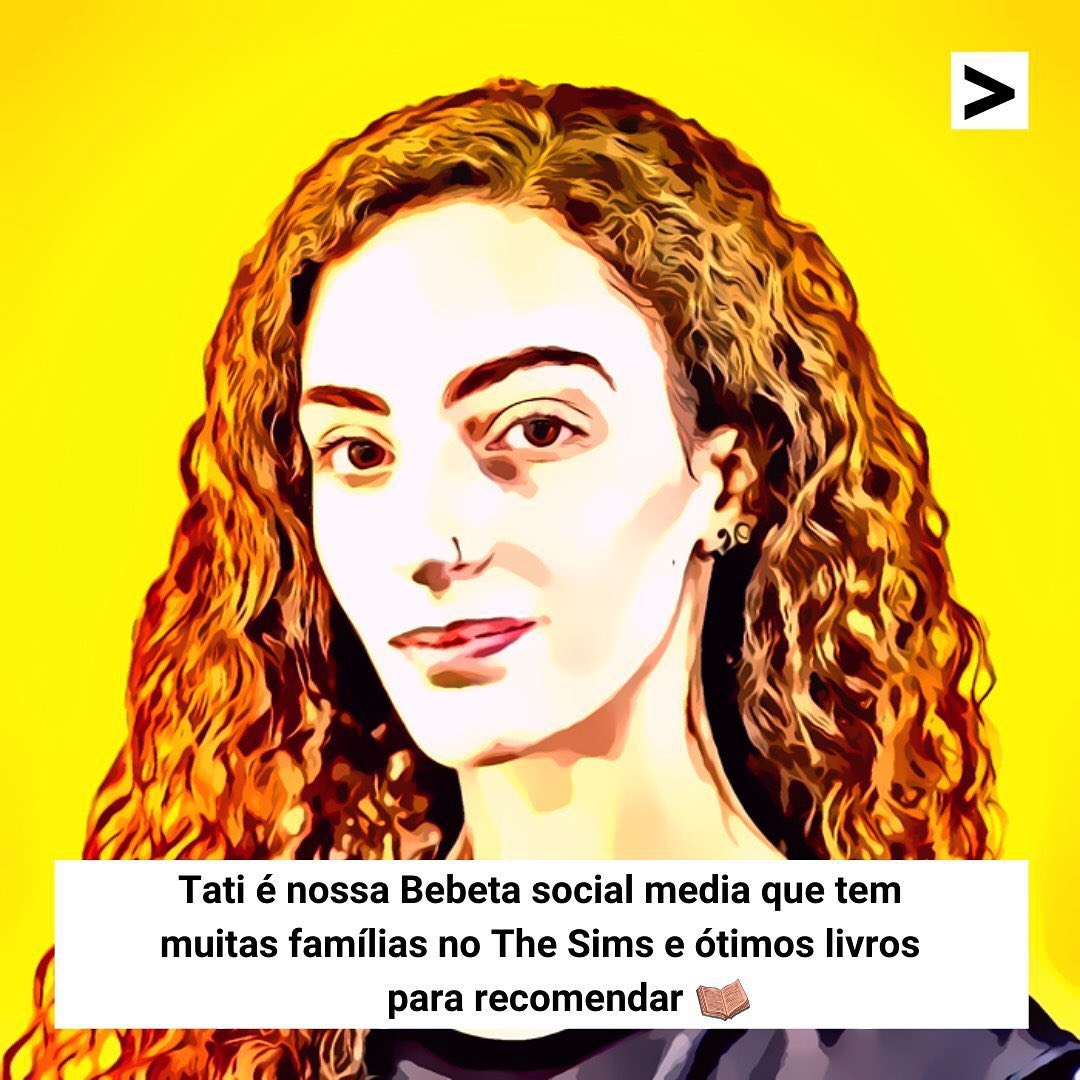 >
Tati é nossa Bebeta social media que tem
muitas famílias no The Sims e ótimos livros
para recomendar 📖